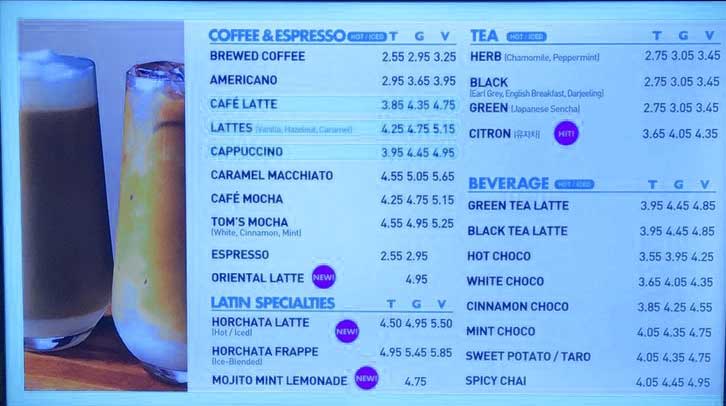 COFFEE & ESPRESSO HOT / ICED T G V
BREWED COFFEE 2.55 2.95 3.25
AMERICANO 2.95 3.65 3.95
CAFÉ LATTE 3.85 4.35 4.75
LATTES (Vanilla, Hazelnut, Caramel) 4.25 4.75 5.15
CAPPUCCINO 3.95 4.45 4.95
CARAMEL MACCHIATO 4.55 5.05 5.65
CAFÉ MOCHA 4.25 4.75 5.15
TOM'S MOCHA 4.55 4.95 5.25
(White, Cinnamon, Mint)
ESPRESSO 2.55 2.95
ORIENTAL LATTE NEW! 4.95
LATIN SPECIALTIES T G V
HORCHATA LATTE 4.50 4.95 5.50
(Hot / Iced) NEW!
HORCHATA FRAPPE 4.95 5.45 5.85
(Ice-Blended)
MOJITO MINT LEMONADE NEW! 4.75
TEA HOT / ICED T G V
HERB (Chamomile, Peppermint) 2.75 3.05 3.45
BLACK 2.75 3.05 3.45
(Earl Grey, English Breakfast, Darjeeling)
GREEN (Japanese Sencha) 2.75 3.05 3.45
CITRON (유자차) HIT! 3.65 4.05 4.35
BEVERAGE HOT / ICED T G V
GREEN TEA LATTE 3.95 4.45 4.85
BLACK TEA LATTE 3.95 4.45 4.85
HOT CHOCO 3.55 3.95 4.25
WHITE CHOCO 3.65 4.05 4.35
CINNAMON CHOCO 3.85 4.25 4.55
MINT CHOCO 4.05 4.35 4.75
SWEET POTATO / TARO 4.05 4.35 4.75
SPICY CHAI 4.05 4.45 4.95